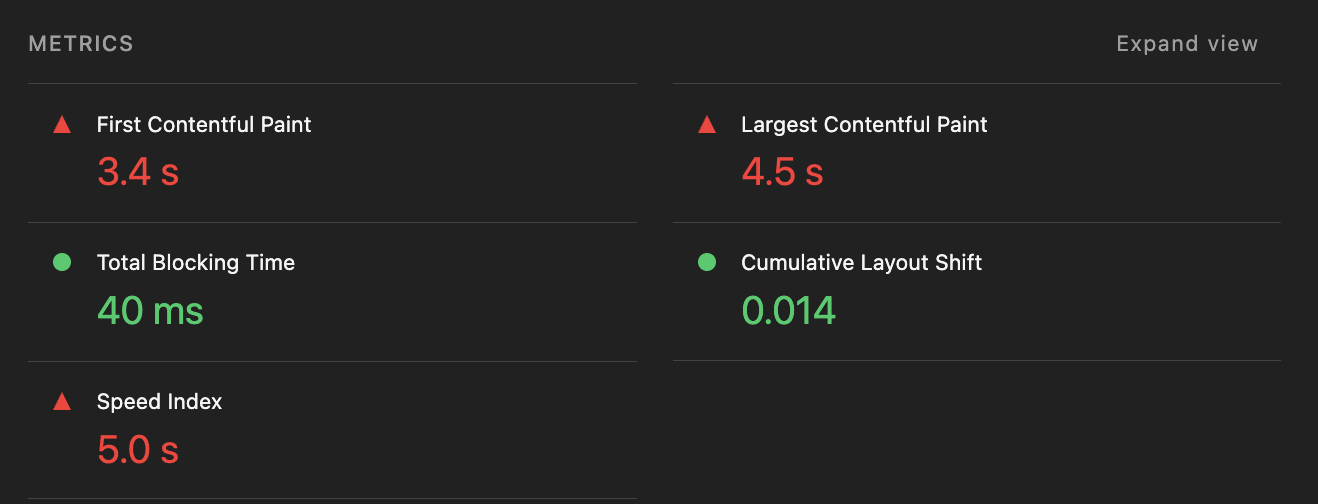 METRICS
Expand view
First Contentful Paint
3.4 s
Largest Contentful Paint
4.5 s
Total Blocking Time
40 ms
Cumulative Layout Shift
0.014
Speed Index
5.0 s